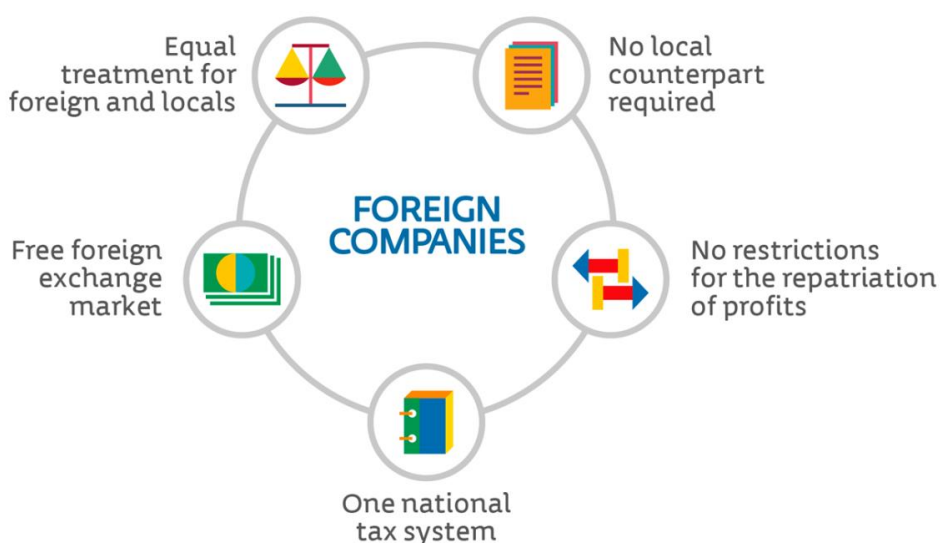 Equal
treatment for
foreign and locals
No local
counterpart
required
FOREIGN
COMPANIES
Free foreign
exchange
market
No restrictions
for the repatriation
of profits
One national
tax system